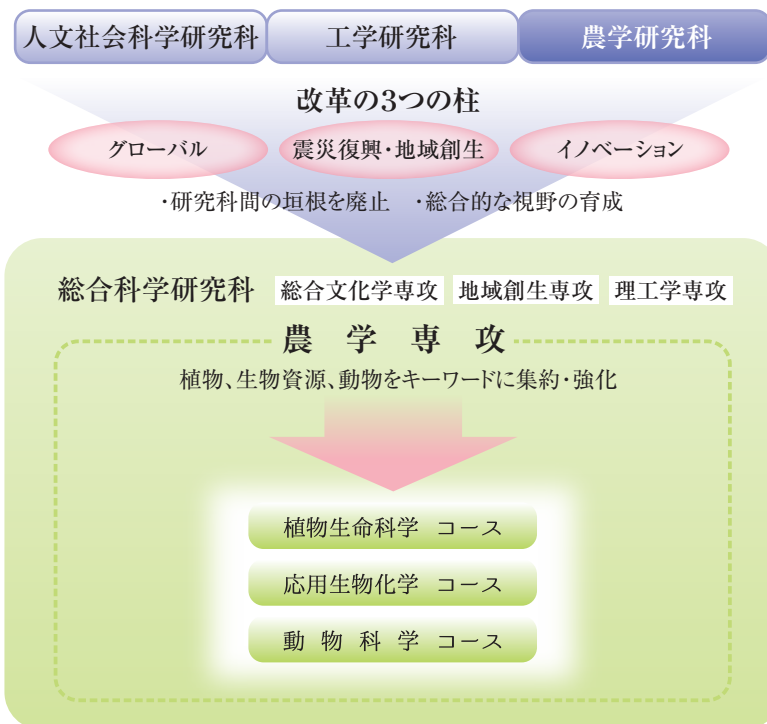 人文社会科学研究科 工学研究科 農学研究科
改革の3つの柱
グローバル 震災復興・地域創生 イノベーション
・研究科間の垣根を廃止 ・総合的な視野の育成
総合科学研究科 総合文化学専攻 地域創生専攻 理工学専攻
農学専攻
植物、生物資源、動物をキーワードに集約・強化
植物生命科学 コース
応用生物化学 コース
動物科学 コース